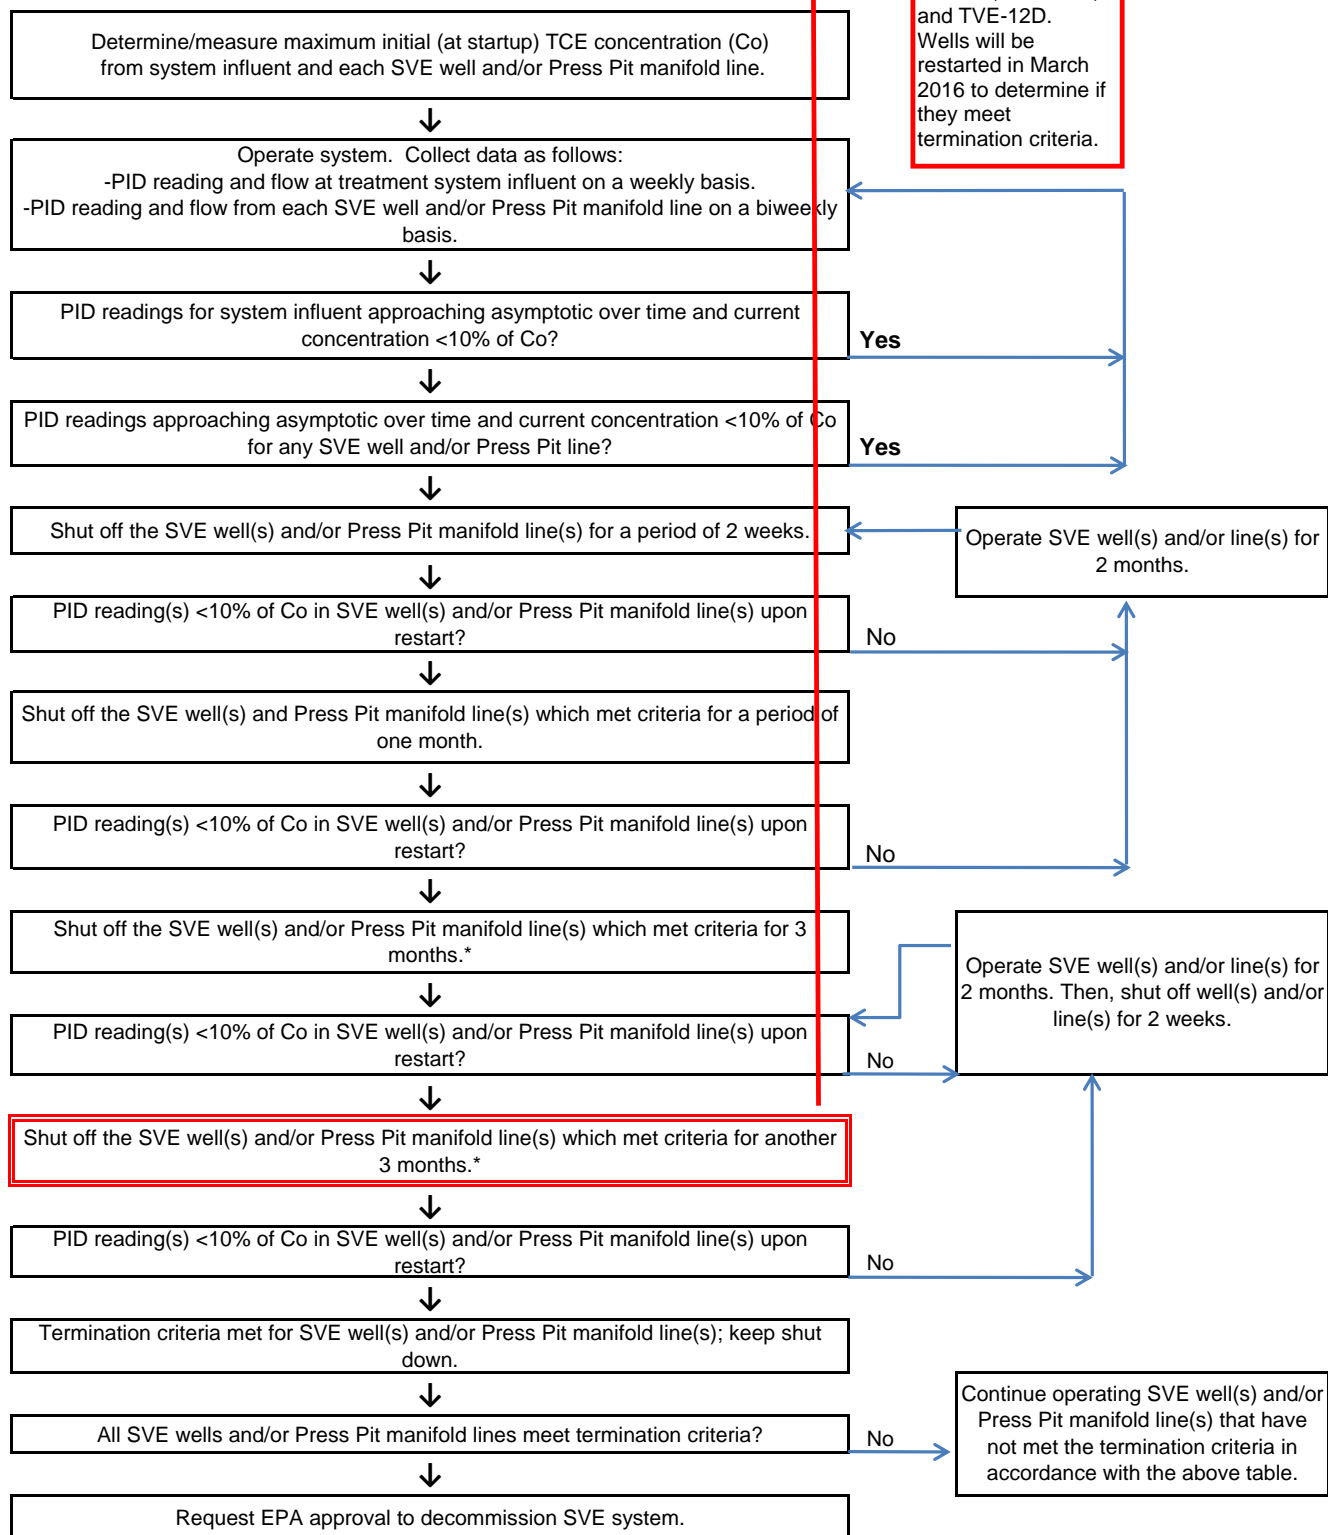 and TVE-12D.
Wells will be
restarted in March
2016 to determine if
they meet
termination criteria.
Determine/measure maximum initial (at startup) TCE concentration (Co)
from system influent and each SVE well and/or Press Pit manifold line.
Operate system. Collect data as follows:
-PID reading and flow at treatment system influent on a weekly basis.
-PID reading and flow from each SVE well and/or Press Pit manifold line on a biweekly
basis.
PID readings for system influent approaching asymptotic over time and current
concentration <10% of Co?
Yes
PID readings approaching asymptotic over time and current concentration <10% of Co
for any SVE well and/or Press Pit line?
Yes
Shut off the SVE well(s) and/or Press Pit manifold line(s) for a period of 2 weeks.
Operate SVE well(s) and/or line(s) for
2 months.
PID reading(s) <10% of Co in SVE well(s) and/or Press Pit manifold line(s) upon
restart?
No
Shut off the SVE well(s) and Press Pit manifold line(s) which met criteria for a period of
one month.
PID reading(s) <10% of Co in SVE well(s) and/or Press Pit manifold line(s) upon
restart?
No
Shut off the SVE well(s) and/or Press Pit manifold line(s) which met criteria for 3
months.*
Operate SVE well(s) and/or line(s) for
2 months. Then, shut off well(s) and/or
line(s) for 2 weeks.
PID reading(s) <10% of Co in SVE well(s) and/or Press Pit manifold line(s) upon
restart?
No
Shut off the SVE well(s) and/or Press Pit manifold line(s) which met criteria for another
3 months.*
PID reading(s) <10% of Co in SVE well(s) and/or Press Pit manifold line(s) upon
restart?
No
Termination criteria met for SVE well(s) and/or Press Pit manifold line(s); keep shut
down.
All SVE wells and/or Press Pit manifold lines meet termination criteria?
No
Continue operating SVE well(s) and/or
Press Pit manifold line(s) that have
not met the termination criteria in
accordance with the above table.
Request EPA approval to decommission SVE system.